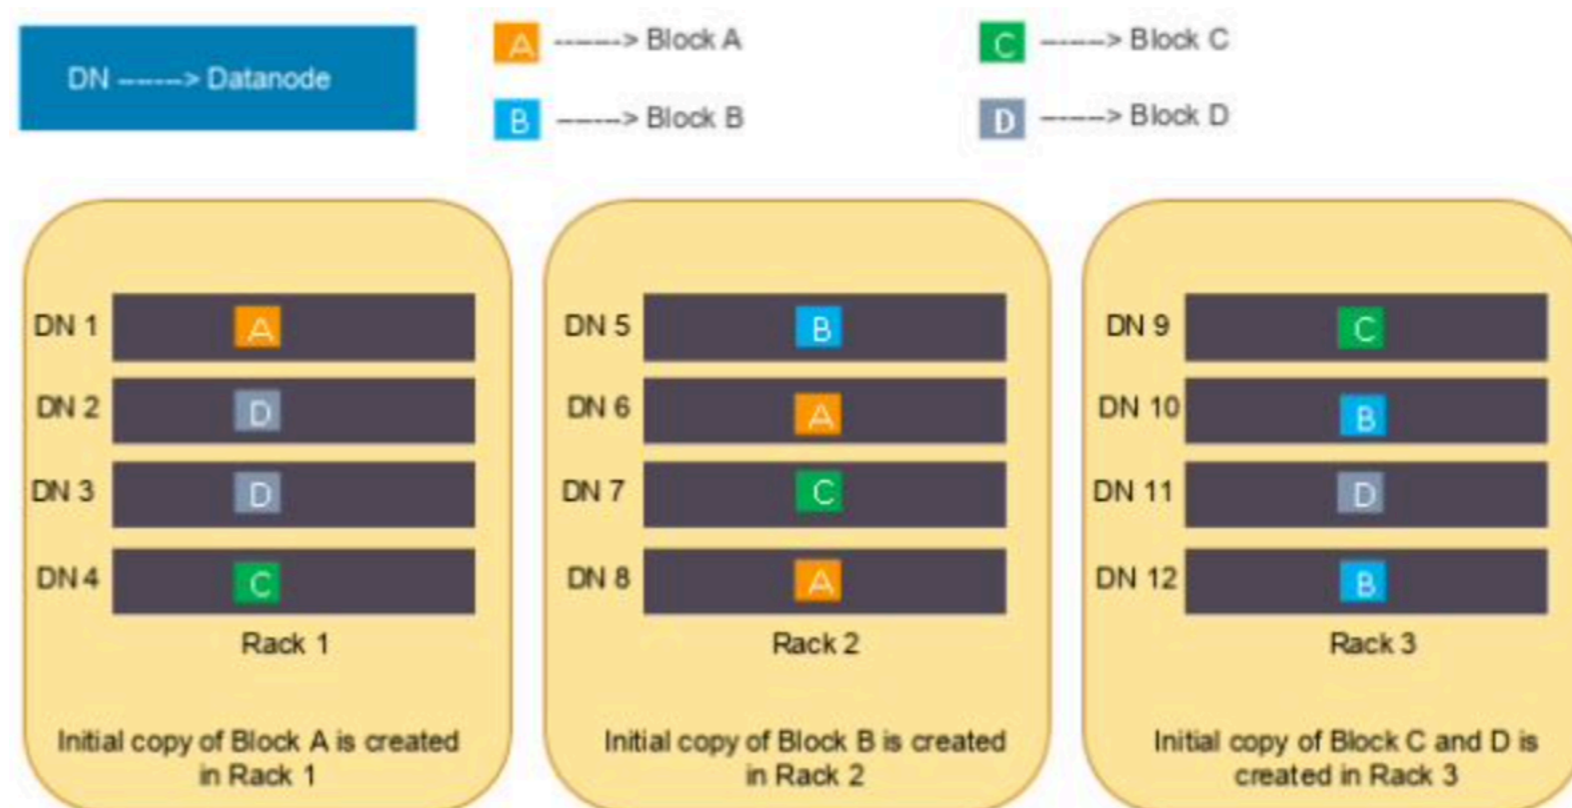 DN -------> Datanode
A -------> Block A
C ------> Block C
B ------> Block B
D ------> Block D
DN 1 A
DN 2 D
DN 3 D
DN 4 C
Rack 1
Initial copy of Block A is created
in Rack 1
DN 5 B
DN 6 A
DN 7 C
DN 8 A
Rack 2
Initial copy of Block B is created
in Rack 2
DN 9 C
DN 10 B
DN 11 D
DN 12 B
Rack 3
Initial copy of Block C and D is
created in Rack 3